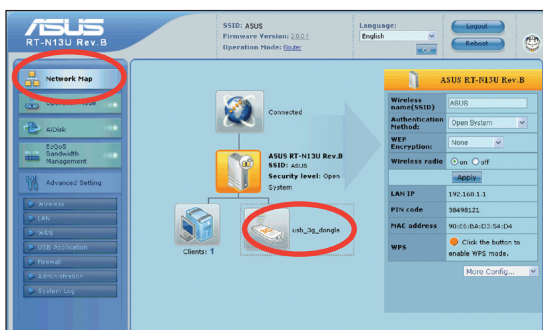 ASUS
RT-N13U Rev.B
SSID: ASUS
Firmware Version: 2.0.0.1
Operation Mode: Router
Language:
English
Logout
Reboot
Network Map
Operation Mode
AiDisk
EzQoS
Bandwidth
Management
Advanced Setting
Wireless
LAN
WAN
USB Application
Firewall
Administration
System Log
Connected
ASUS RT-N13U Rev.B
SSID: ASUS
Security level: Open
System
Clients: 1
usb_3g_dongle
ASUS RT-N13U Rev.B
Wireless
name(SSID)
ASUS
Authentication
Method:
Open System
WEP
Encryption:
None
Wireless radio
on
off
Apply
LAN IP
192.168.1.1
PIN code
38498121
MAC address
90:E6:BA:D3:54:D4
WPS
Click the button to
enable WPS mode.
More Config...